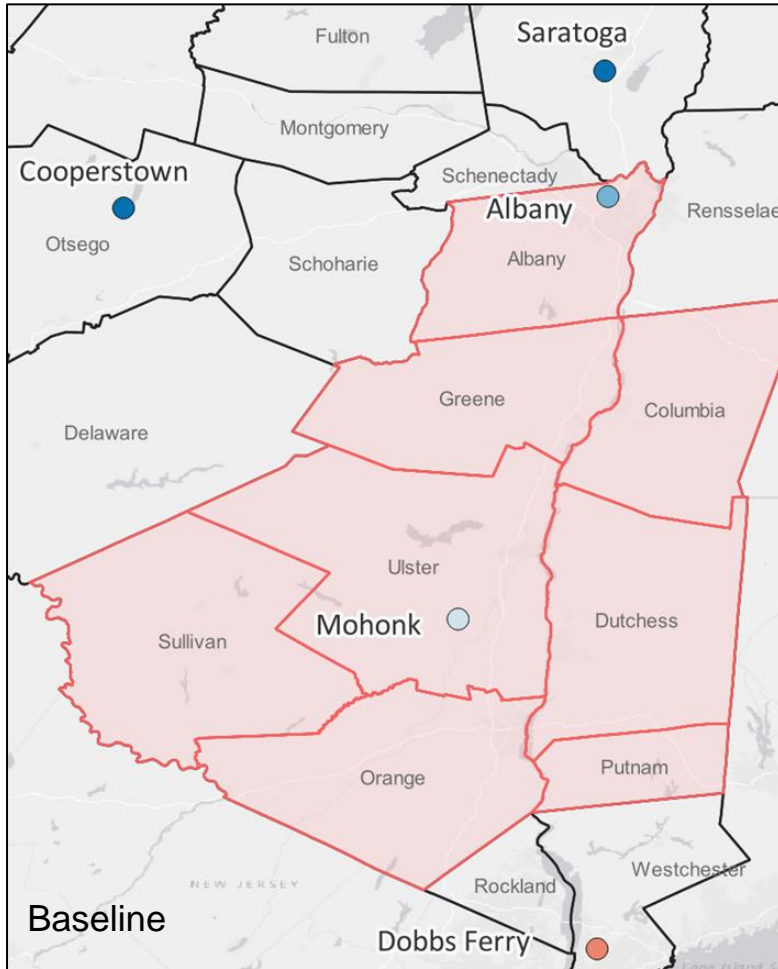 Fulton
Saratoga
Montgomery
Cooperstown
Schenectady
Albany
Rensselae
Otsego
Schoharie
Albany
Greene
Columbia
Delaware
Ulster
Mohonk
Dutchess
Sullivan
Orange
Putnam
NEW JERSEY
Rockland
Westchester
Baseline
Dobbs Ferry